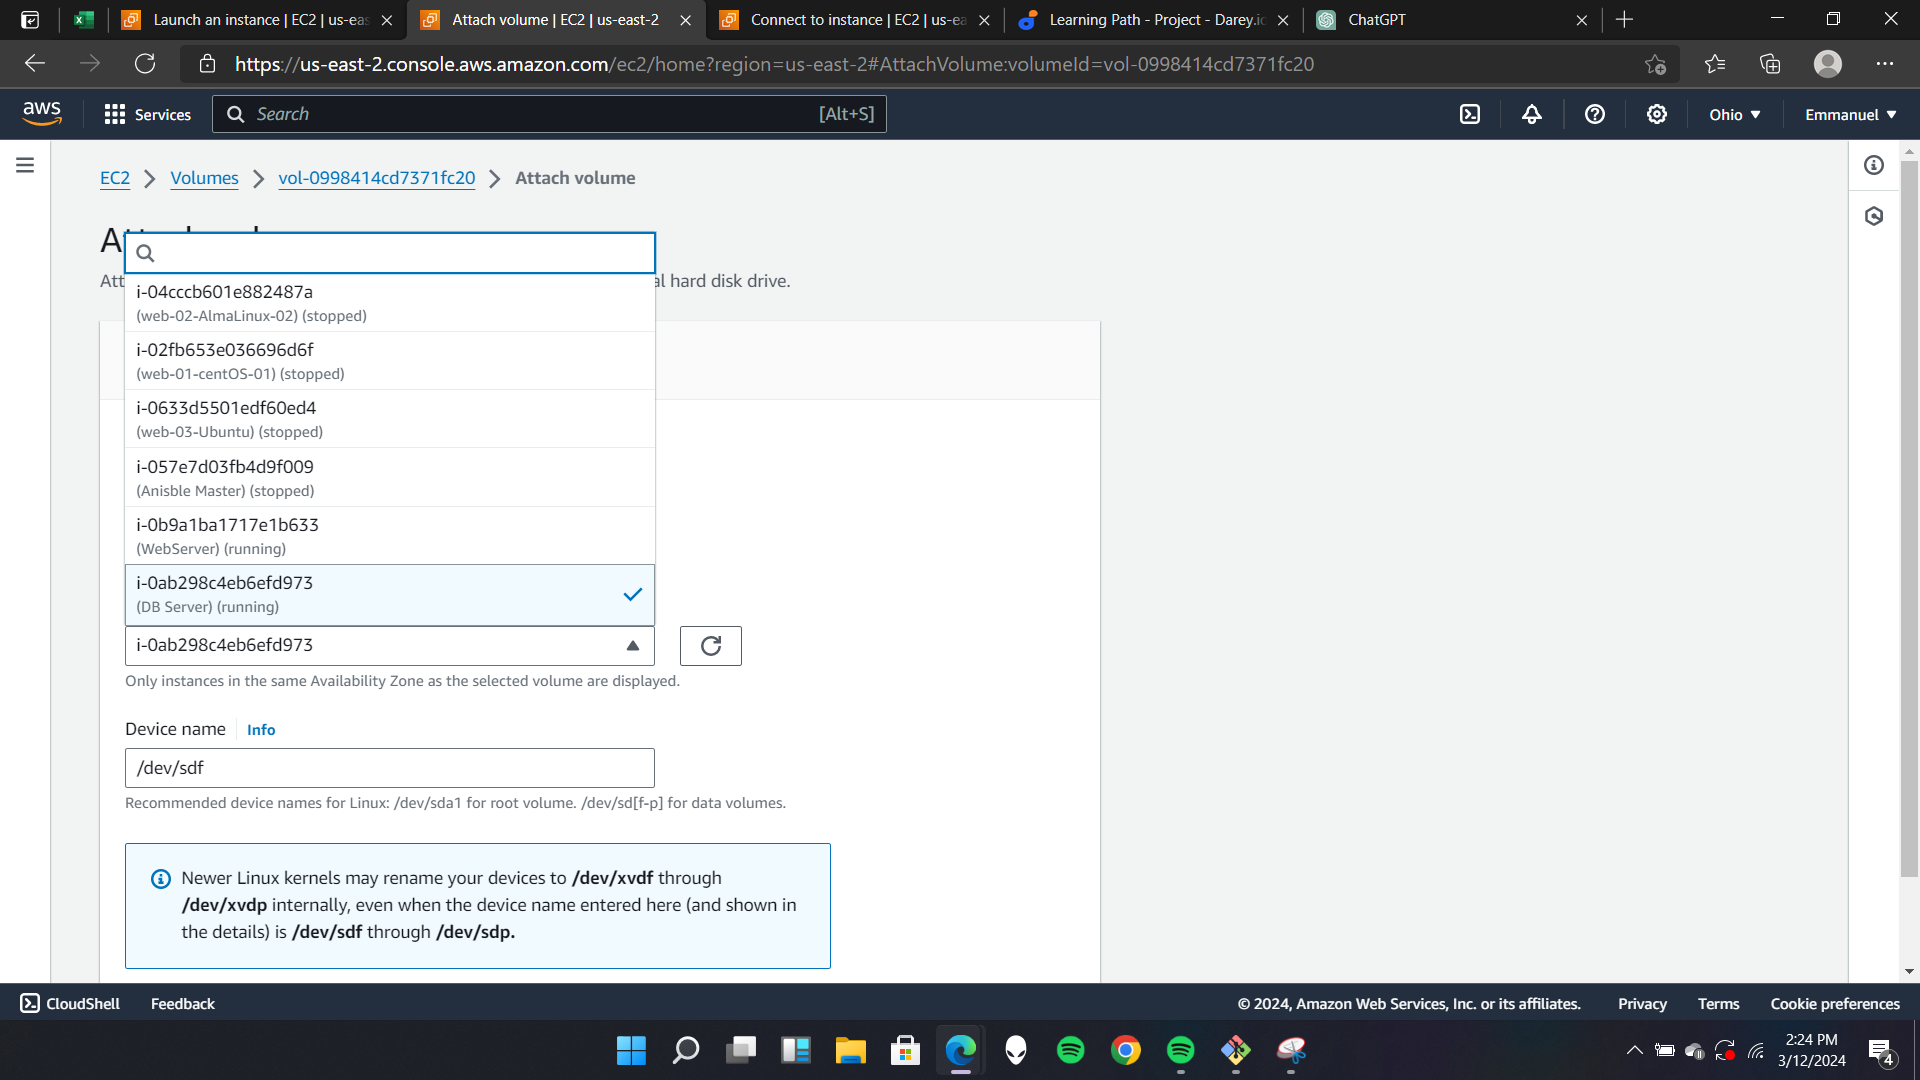 Launch an instance | EC2 | us-eas
Attach volume | EC2 | us-east-2
Connect to instance | EC2 | us-ea
Learning Path - Project - Darey.io
ChatGPT
https://us-east-2.console.aws.amazon.com/ec2/home?region=us-east-2#AttachVolume:volumeId=vol-0998414cd7371fc20
aws
Services
Search
[Alt+S]
Ohio
Emmanuel
EC2
Volumes
vol-0998414cd7371fc20
Attach volume
al hard disk drive.
i-04cccb601e882487a
(web-02-AlmaLinux-02) (stopped)
i-02fb653e036696d6f
(web-01-centOS-01) (stopped)
i-0633d5501edf60ed4
(web-03-Ubuntu) (stopped)
i-057e7d03fb4d9f009
(Anisble Master) (stopped)
i-0b9a1ba1717e1b633
(WebServer) (running)
i-0ab298c4eb6efd973
(DB Server) (running)
i-0ab298c4eb6efd973
Only instances in the same Availability Zone as the selected volume are displayed.
Device name
Info
/dev/sdf
Recommended device names for Linux: /dev/sda1 for root volume. /dev/sd[f-p] for data volumes.
Newer Linux kernels may rename your devices to /dev/xvdf through
/dev/xvdp internally, even when the device name entered here (and shown in
the details) is /dev/sdf through /dev/sdp.
CloudShell
Feedback
© 2024, Amazon Web Services, Inc. or its affiliates.
Privacy
Terms
Cookie preferences
2:24 PM
3/12/2024
4